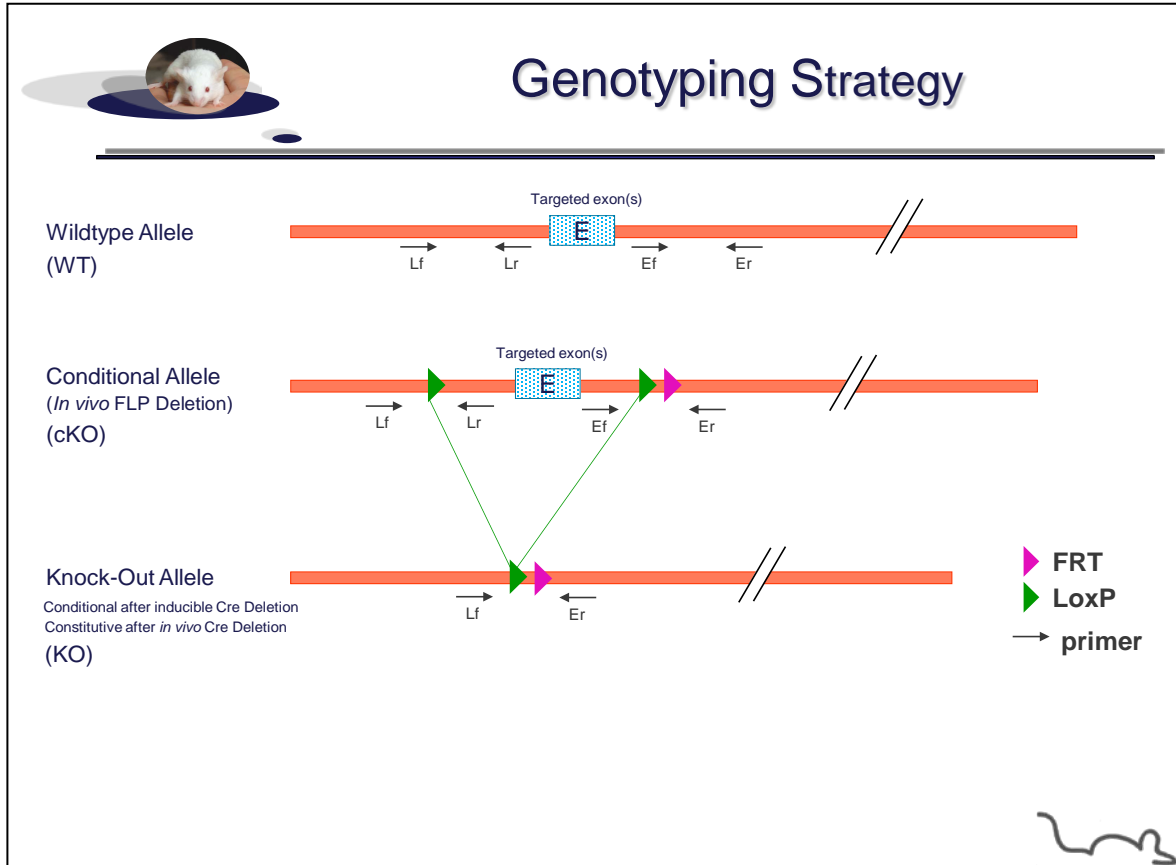 Genotyping Strategy
Targeted exon(s)
Wildtype Allele
(WT)
E
Lf Lr Ef Er
Targeted exon(s)
Conditional Allele
(In vivo FLP Deletion)
(cKO)
E
Lf Lr Ef Er
Knock-Out Allele
Conditional after inducible Cre Deletion
Constitutive after in vivo Cre Deletion
(KO)
Lf Er
FRT
LoxP
primer